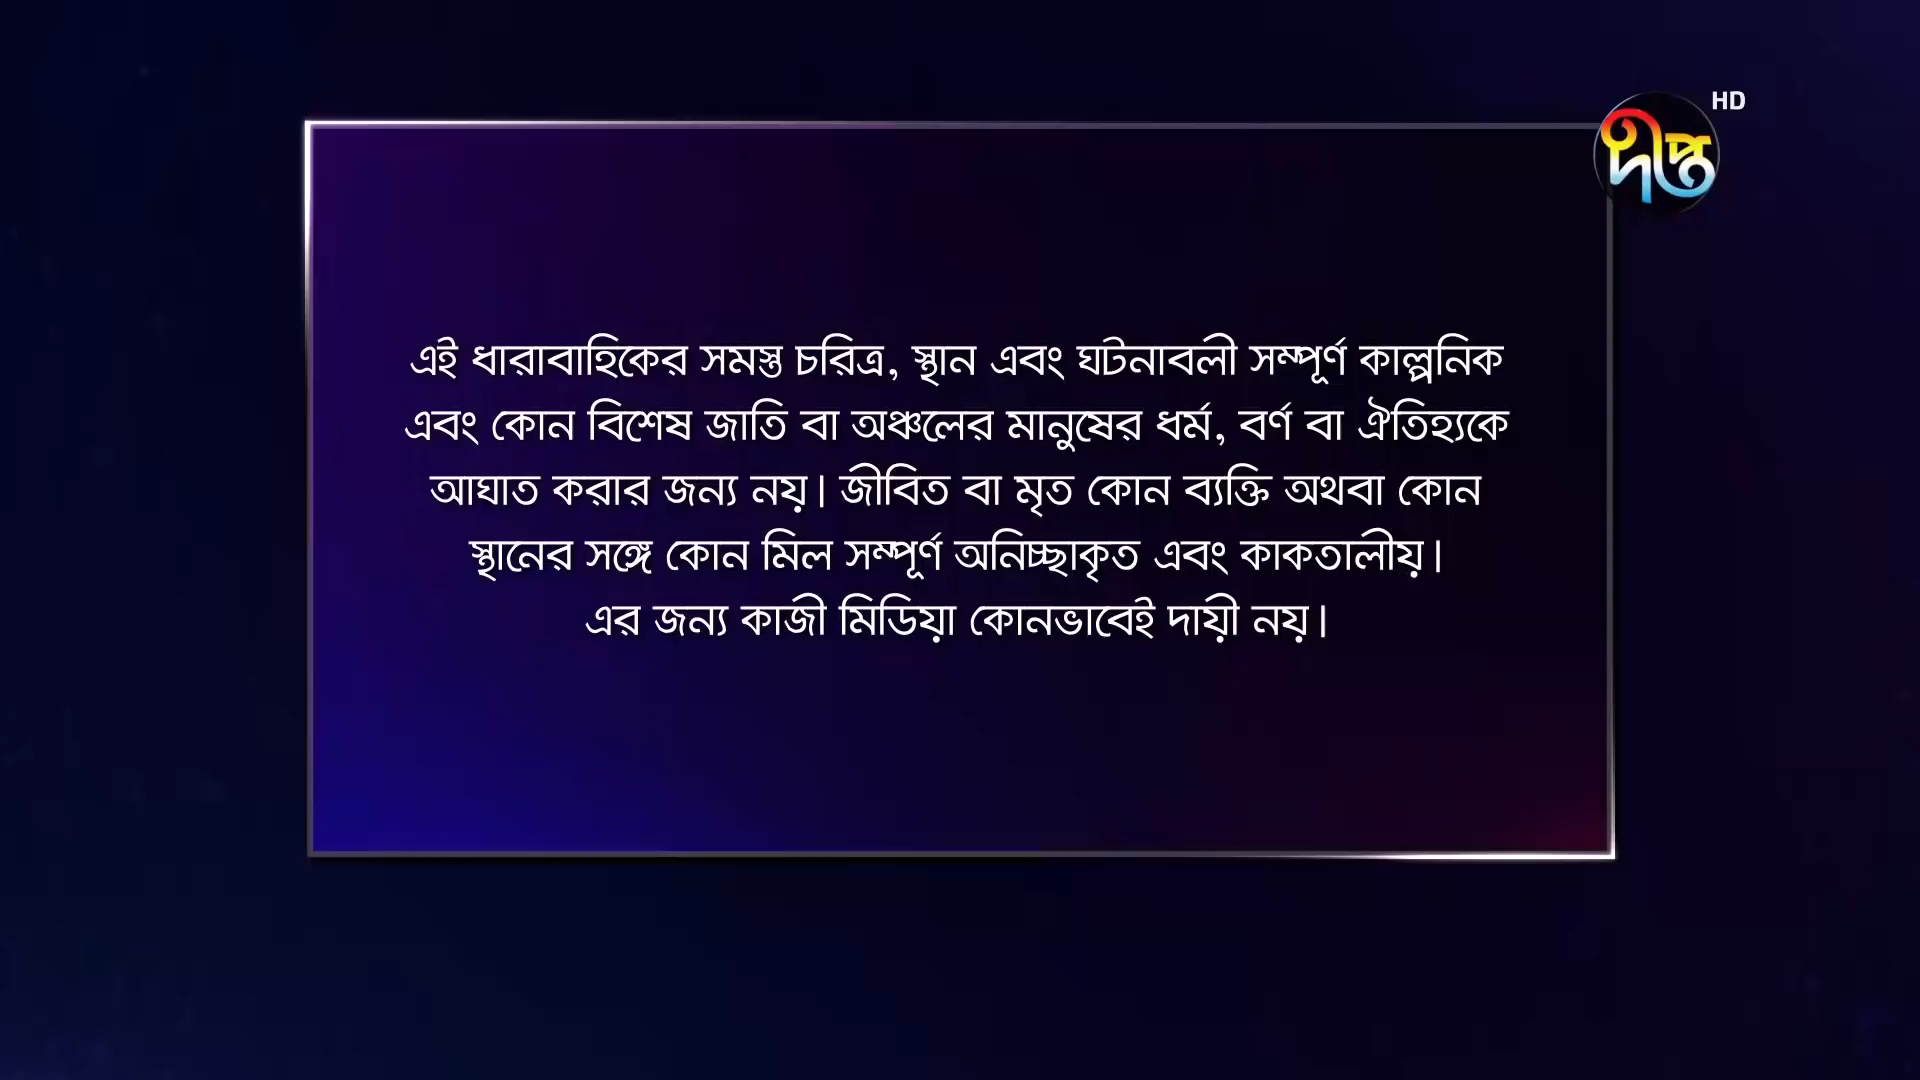 HD
দীপ্ত
এই ধারাবাহিকের সমস্ত চরিত্র, স্থান এবং ঘটনাবলী সম্পূর্ণ কাল্পনিক
এবং কোন বিশেষ জাতি বা অঞ্চলের মানুষের ধর্ম, বর্ণ বা ঐতিহ্যকে
আঘাত করার জন্য নয়। জীবিত বা মৃত কোন ব্যক্তি অথবা কোন
স্থানের সঙ্গে কোন মিল সম্পূর্ণ অনিচ্ছাকৃত এবং কাকতালীয়।
এর জন্য কাজী মিডিয়া কোনভাবেই দায়ী নয়।